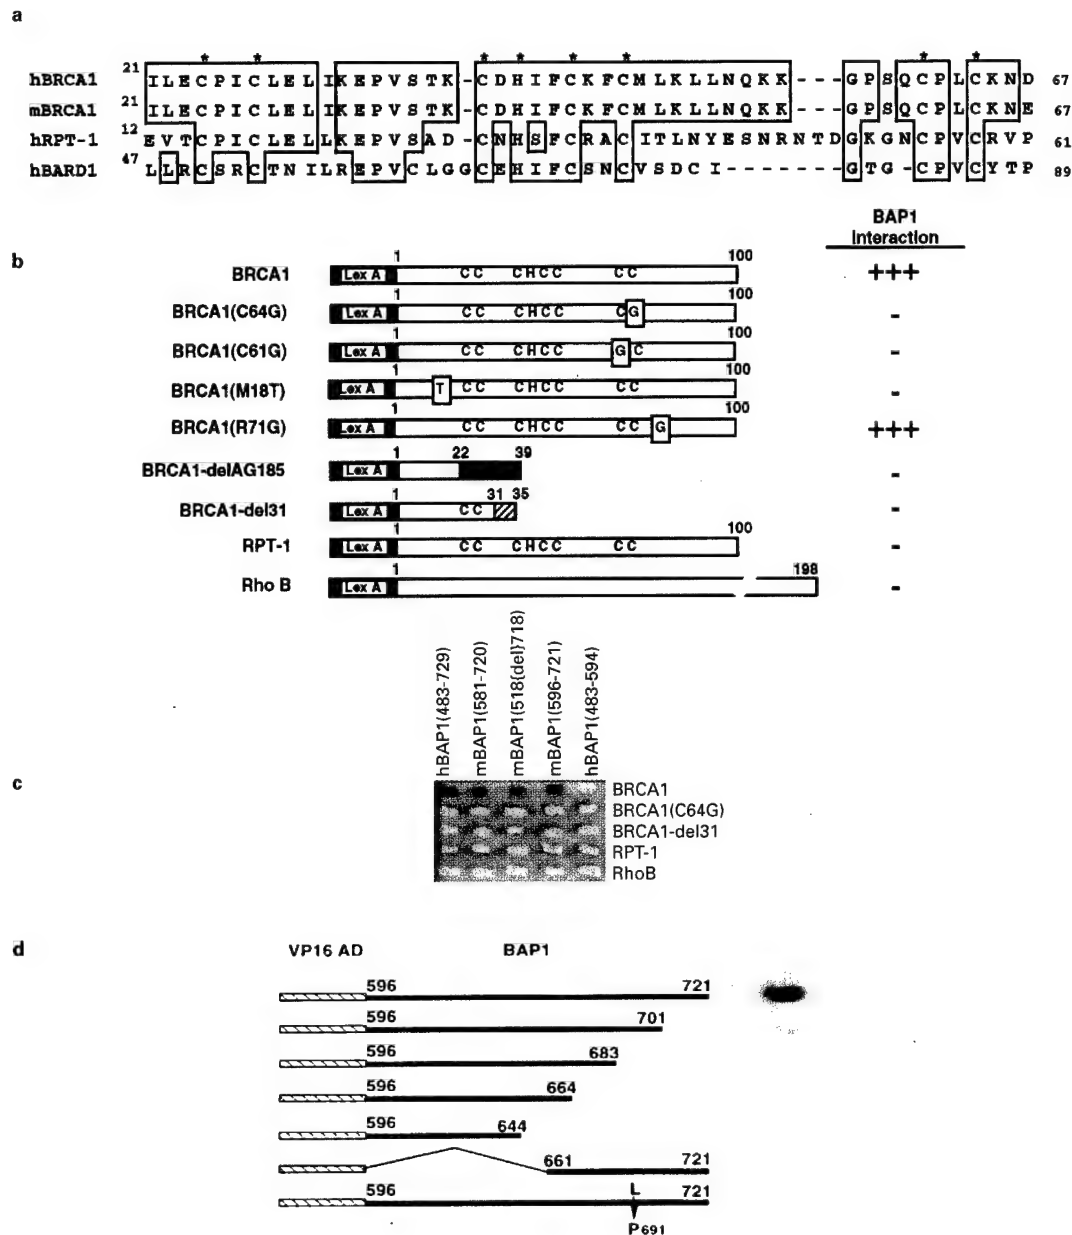 a
* * * * * * * *
hBRCA1 21 ILECPICLELIKEPVSTK-CDHIFCKFCMLKLLNQKK---GPSQCPLCKND 67
mBRCA1 21 ILECPICLELIKEPVSTK-CDHIFCKFCMLKLLNQKK---GPSQCPLCKNE 67
hRPT-1 12 EVTCPICLELLKEPVSAD-CNHSFCRACITLNYESNRNTDGKGNCPVCRVP 61
hBARD1 47 LLRCSRCTNILREPVCLGGCEHIFCSNCVSDCI-------GTG-CPVCYTP 89
BAP1
Interaction
b
1 100
BRCA1 Lex A CC CHCC CC +++
1 100
BRCA1(C64G) Lex A CC CHCC CG -
1 100
BRCA1(C61G) Lex A CC CHCC GC -
1 100
BRCA1(M18T) Lex A T CC CHCC CC -
1 100
BRCA1(R71G) Lex A CC CHCC CC G +++
1 22 39
BRCA1-delAG185 Lex A -
1 31 35
BRCA1-del31 Lex A CC -
1 100
RPT-1 Lex A CC CHCC CC -
1 198
Rho B Lex A -
hBAP1(483-729)
mBAP1(581-720)
mBAP1(518{del}718)
mBAP1(596-721)
hBAP1(483-594)
c
BRCA1
BRCA1(C64G)
BRCA1-del31
RPT-1
RhoB
d
VP16 AD BAP1
596 721
596 701
596 683
596 664
596 644
661 721
596 L 721
P691